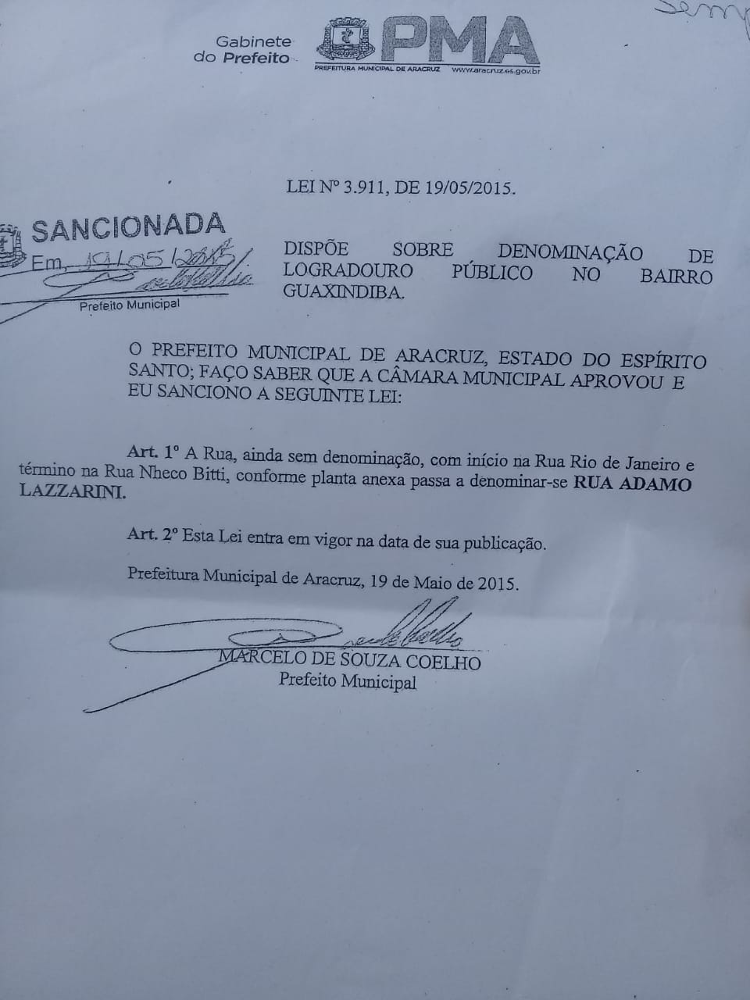 Gabinete
do Prefeito
PMA
PREFEITURA MUNICIPAL DE ARACRUZ www.aracruz.es.gov.br
LEI Nº 3.911, DE 19/05/2015.
SANCIONADA
Em, 19/05/2015
Prefeito Municipal
DISPÕE SOBRE DENOMINAÇÃO DE
LOGRADOURO PÚBLICO NO BAIRRO
GUAXINDIBA.
O PREFEITO MUNICIPAL DE ARACRUZ, ESTADO DO ESPÍRITO
SANTO; FAÇO SABER QUE A CÂMARA MUNICIPAL APROVOU E
EU SANCIONO A SEGUINTE LEI:
Art. 1º A Rua, ainda sem denominação, com início na Rua Rio de Janeiro e
término na Rua Nheco Bitti, conforme planta anexa passa a denominar-se RUA ADAMO
LAZZARINI.
Art. 2º Esta Lei entra em vigor na data de sua publicação.
Prefeitura Municipal de Aracruz, 19 de Maio de 2015.
MARCELO DE SOUZA COELHO
Prefeito Municipal